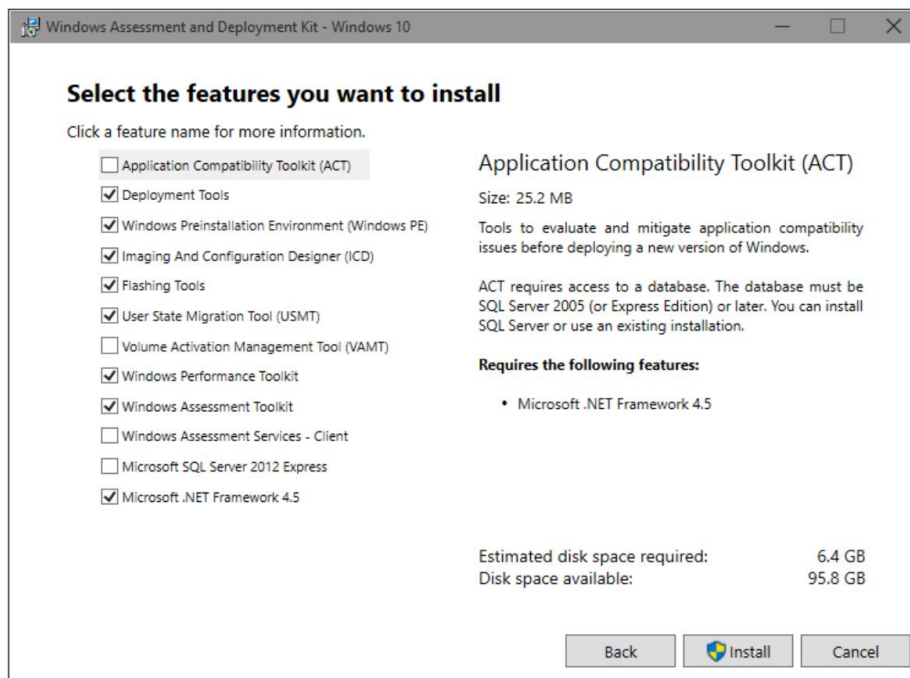 Windows Assessment and Deployment Kit - Windows 10
Select the features you want to install
Click a feature name for more information.
Application Compatibility Toolkit (ACT)
Deployment Tools
Windows Preinstallation Environment (Windows PE)
Imaging And Configuration Designer (ICD)
Flashing Tools
User State Migration Tool (USMT)
Volume Activation Management Tool (VAMT)
Windows Performance Toolkit
Windows Assessment Toolkit
Windows Assessment Services - Client
Microsoft SQL Server 2012 Express
Microsoft .NET Framework 4.5
Application Compatibility Toolkit (ACT)
Size: 25.2 MB
Tools to evaluate and mitigate application compatibility
issues before deploying a new version of Windows.
ACT requires access to a database. The database must be
SQL Server 2005 (or Express Edition) or later. You can install
SQL Server or use an existing installation.
Requires the following features:
• Microsoft .NET Framework 4.5
Estimated disk space required: 6.4 GB
Disk space available: 95.8 GB
Back Install Cancel